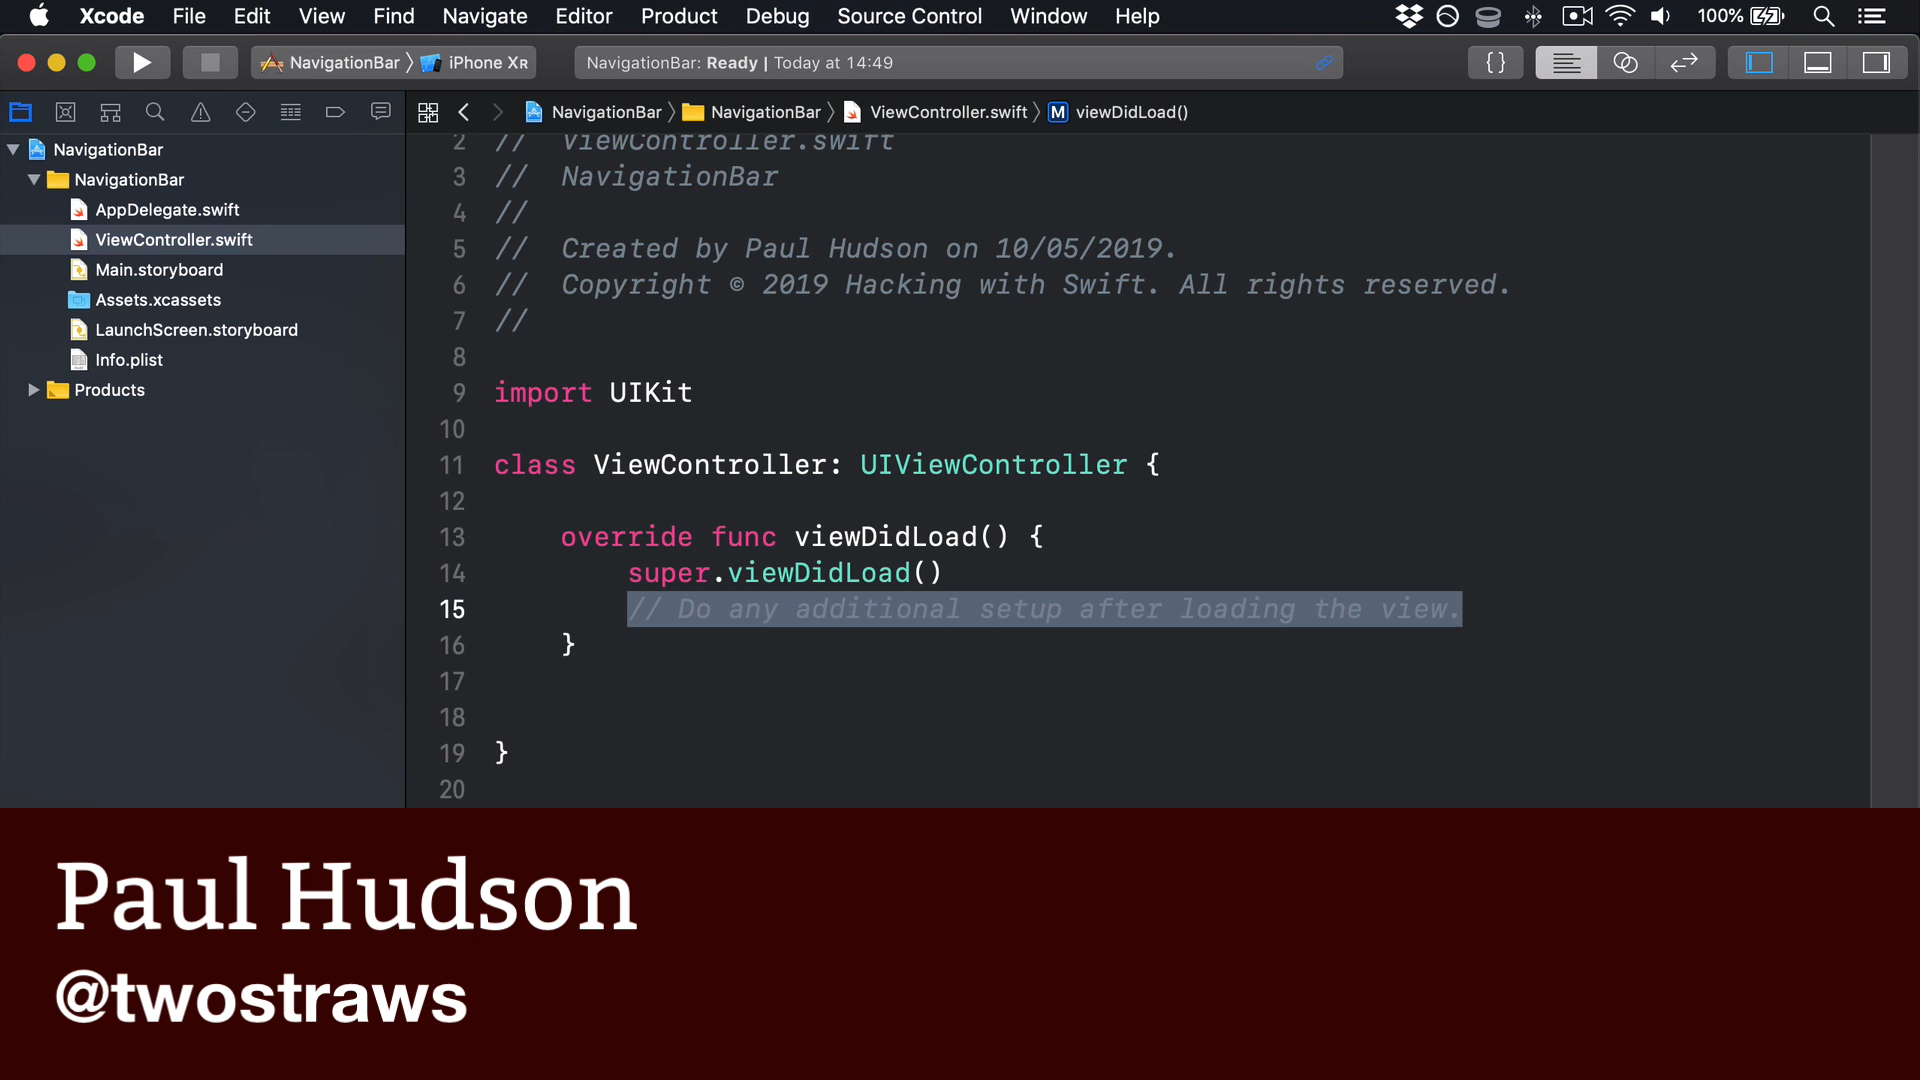 Xcode File Edit View Find Navigate Editor Product Debug Source Control Window Help 100%
NavigationBar iPhone XR NavigationBar: Ready | Today at 14:49 {}
NavigationBar NavigationBar ViewController.swift M viewDidLoad()
NavigationBar
NavigationBar
AppDelegate.swift
ViewController.swift
Main.storyboard
Assets.xcassets
LaunchScreen.storyboard
Info.plist
Products
2 // ViewController.swift
3 // NavigationBar
4 //
5 // Created by Paul Hudson on 10/05/2019.
6 // Copyright © 2019 Hacking with Swift. All rights reserved.
7 //
8
9 import UIKit
10
11 class ViewController: UIViewController {
12
13 override func viewDidLoad() {
14 super.viewDidLoad()
15 // Do any additional setup after loading the view.
16 }
17
18
19 }
20
Paul Hudson
@twostraws